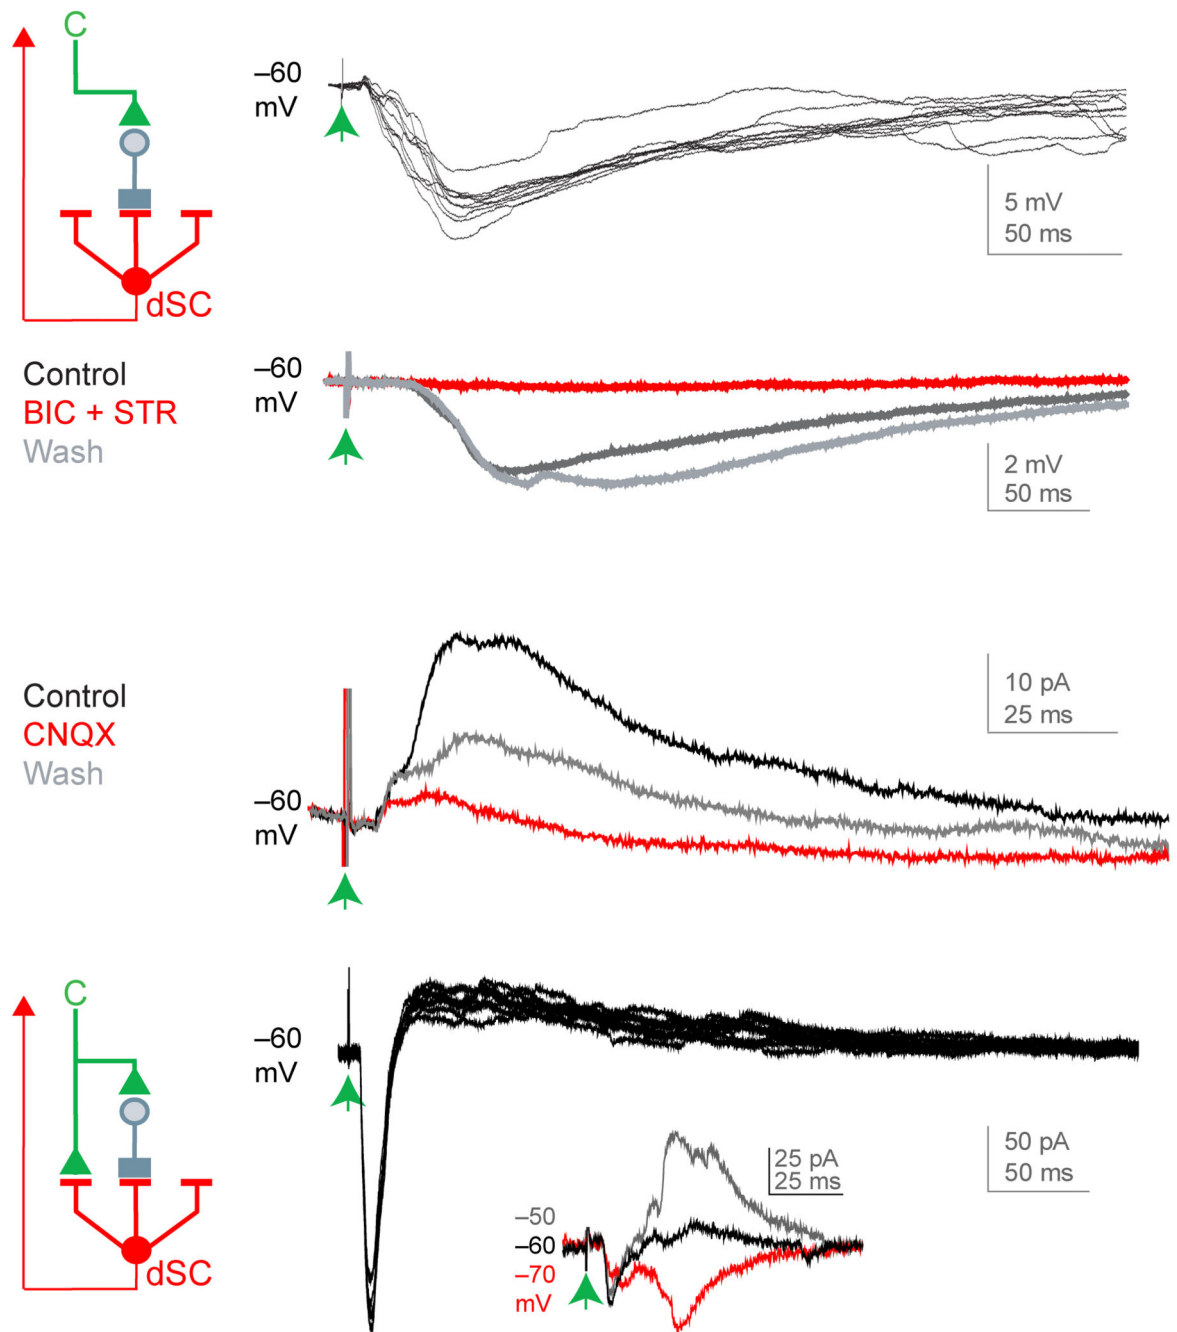 C
dSC
–60
mV
5 mV
50 ms
Control
BIC + STR
Wash
–60
mV
2 mV
50 ms
Control
CNQX
Wash
–60
mV
10 pA
25 ms
C
dSC
–60
mV
50 pA
50 ms
25 pA
25 ms
–50
–60
–70
mV